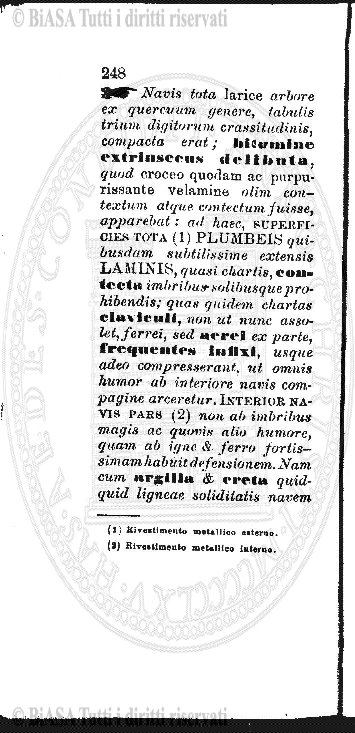 © BiASA Tutti i diritti riservati
248
Navis tota larice arbore
ex quercuum genere, tabulis
trium digitorum crassitudinis,
compacta erat; bitumine
extrinsecus delibuta,
quod croceo quodam ac purpu-
rissante velamine olim con-
textum atque contectum fuisse,
apparebat: ad haec, SUPERFI-
CIES TOTA (1) PLUMBEIS qui-
busdam subtilissime extensis
LAMINIS, quasi chartis, con-
tecta imbribus solibusque pro-
hibendis; quas quidem chartas
claviculi, non ut nunc asso-
let, ferrei, sed aerei ex parte,
frequentes infixi, usque
adeo compresserant, ut omnis
humor ab interiore navis com-
pagine arceretur. INTERIOR NA-
VIS PARS (2) non ab imbribus
magis ac quovis alio humore,
quam ab igne & ferro fortis-
simam habuit defensionem. Nam
cum argilla & creta quid-
quid ligneae soliditatis navem
(1) Rivestimento metallico esterno.
(2) Rivestimento metallico interno.
© BiASA Tutti i diritti riservati